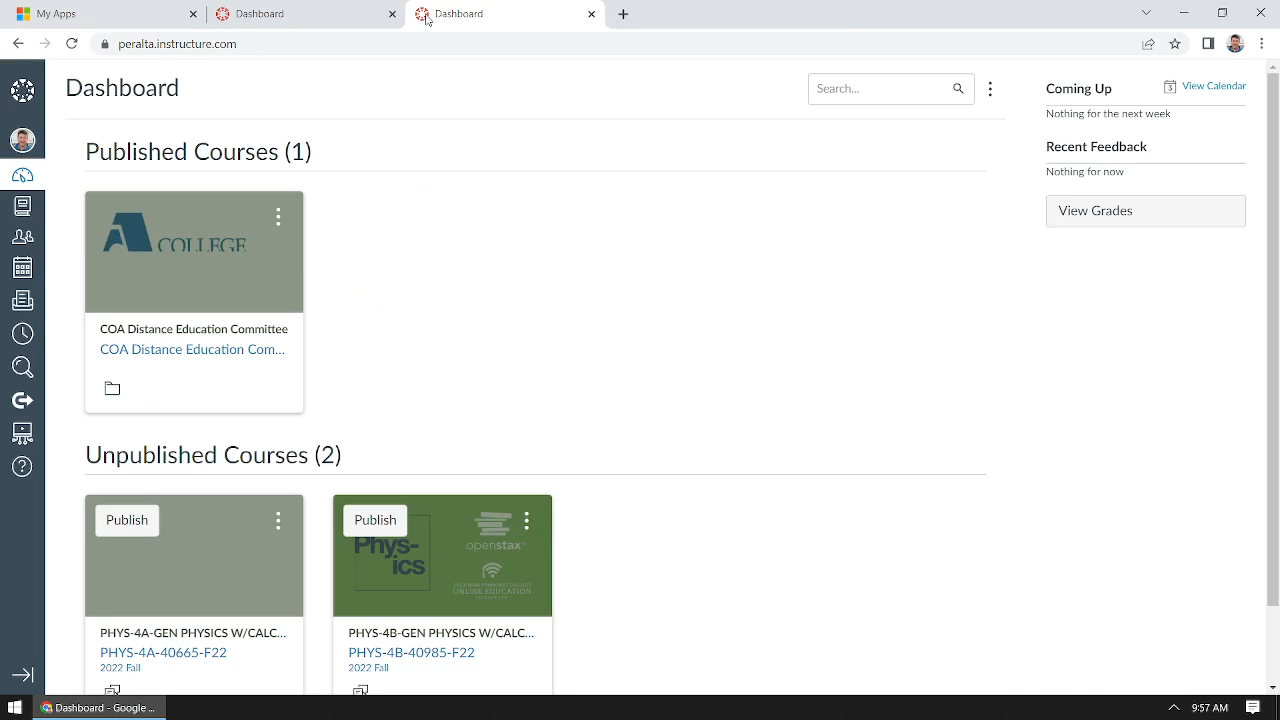 My Apps
Dashboard
Dashboard
peralta.instructure.com
Dashboard
Search...
Coming Up
3
View Calendar
Nothing for the next week
Recent Feedback
Nothing for now
View Grades
Published Courses (1)
COLLEGE
COA Distance Education Committee
COA Distance Education Com...
Unpublished Courses (2)
Publish
PHYS-4A-GEN PHYSICS W/CALC...
PHYS-4A-40665-F22
2022 Fall
Publish
Phys-
ics
openstax
ONLINE EDUCATION
PHYS-4B-GEN PHYSICS W/CALC...
PHYS-4B-40985-F22
2022 Fall
Dashboard - Google ...
9:57 AM